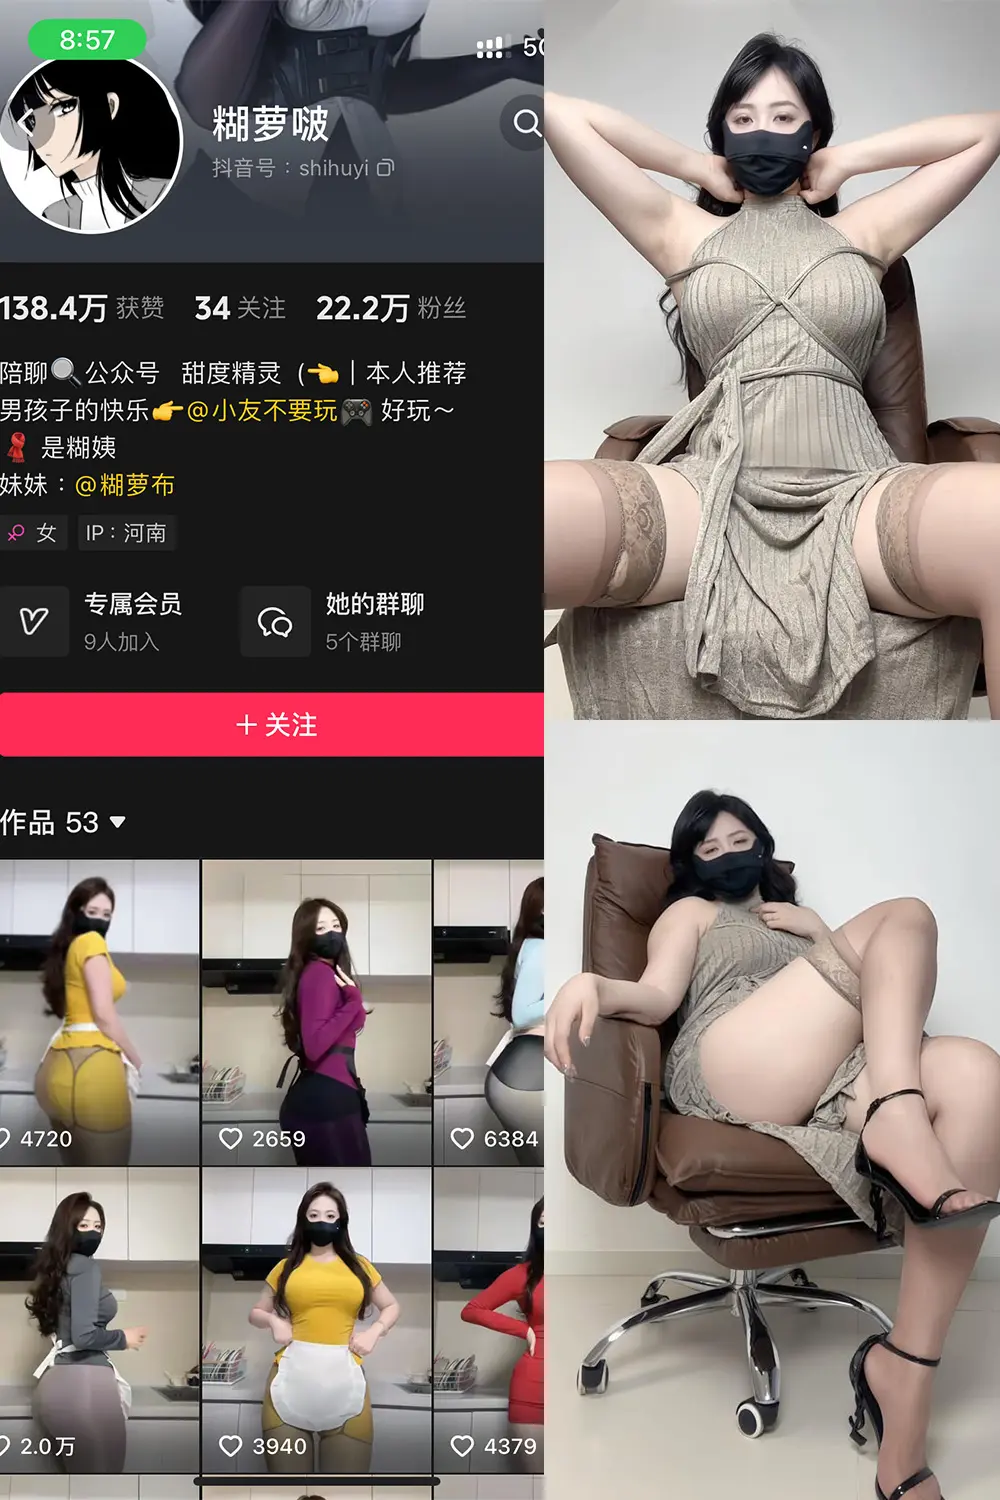 8:57
糊萝啵
抖音号：shihuyi
138.4万 获赞 34 关注 22.2万 粉丝
陪聊🔍公众号 甜度精灵 (👈｜本人推荐
男孩子的快乐👉@小友不要玩🎮 好玩～
🧣 是糊姨
妹妹：@糊萝布
女 IP：河南
专属会员 她的群聊
9人加入 5个群聊
＋关注
作品 53
4720 2659 6384
2.0万 3940 4379